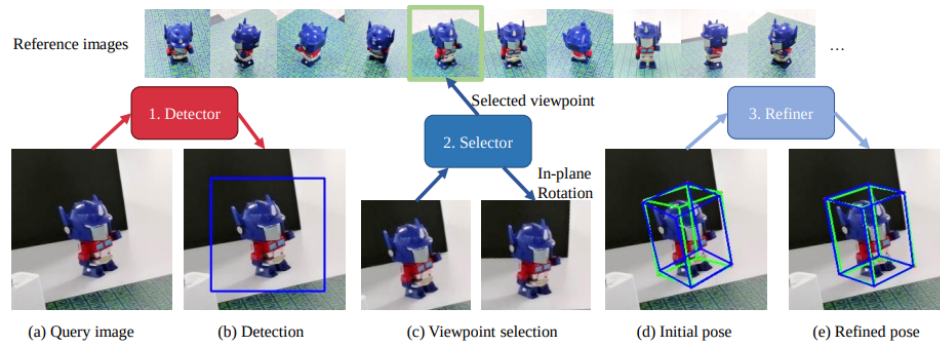 Reference images
...
1. Detector
Selected viewpoint
2. Selector
3. Refiner
In-plane
Rotation
(a) Query image
(b) Detection
(c) Viewpoint selection
(d) Initial pose
(e) Refined pose